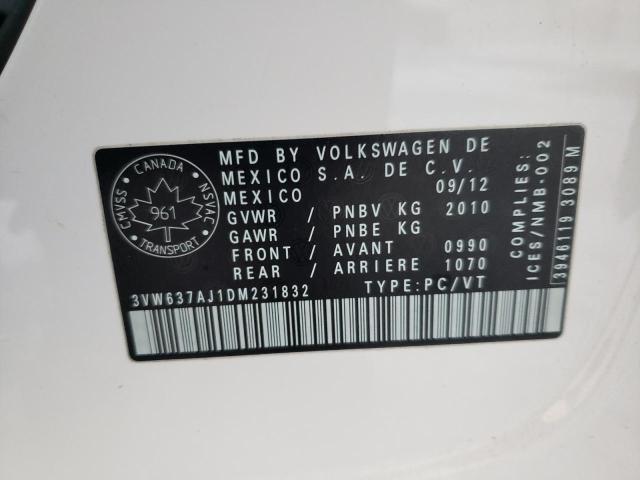 CANADA
CMVSS
NSVAC
961
TRANSPORT
MFD BY VOLKSWAGEN DE
MEXICO S.A. DE C.V.
MEXICO 09/12
GVWR / PNBV KG 2010
GAWR / PNBE KG
FRONT / AVANT 0990
REAR / ARRIERE 1070
3VW637AJ1DM231832 TYPE:PC/VT
COMPLIES:
ICES/NMB-002
3946119 3089 M